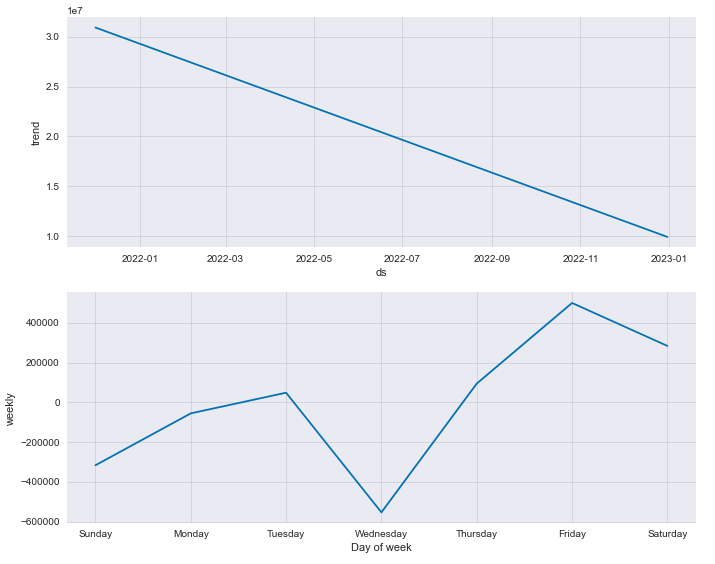 1e7
3.0
2.5
2.0
1.5
1.0
trend
2022-01 2022-03 2022-05 2022-07 2022-09 2022-11 2023-01
ds
400000
200000
0
−200000
−400000
−600000
weekly
Sunday Monday Tuesday Wednesday Thursday Friday Saturday
Day of week